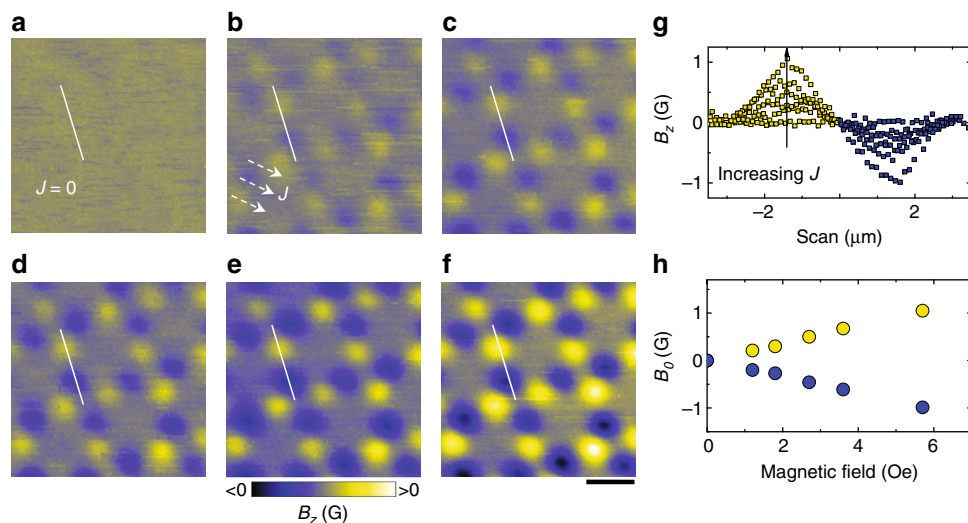 a
b
c
J = 0
J
d
e
f
<0
>0
B_z (G)
g
1
0
−1
B_z (G)
Increasing J
−2
2
Scan (μm)
h
1
0
−1
B_0 (G)
0
2
4
6
Magnetic field (Oe)